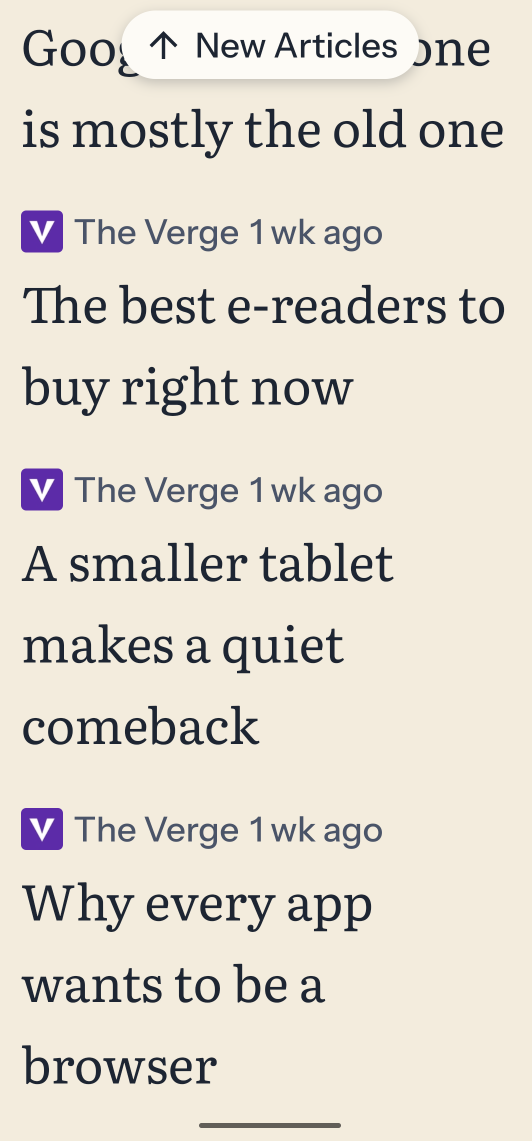 ↑ New Articles
one
is mostly the old one
The Verge 1 wk ago
The best e-readers to
buy right now
The Verge 1 wk ago
A smaller tablet
makes a quiet
comeback
The Verge 1 wk ago
Why every app
wants to be a
browser